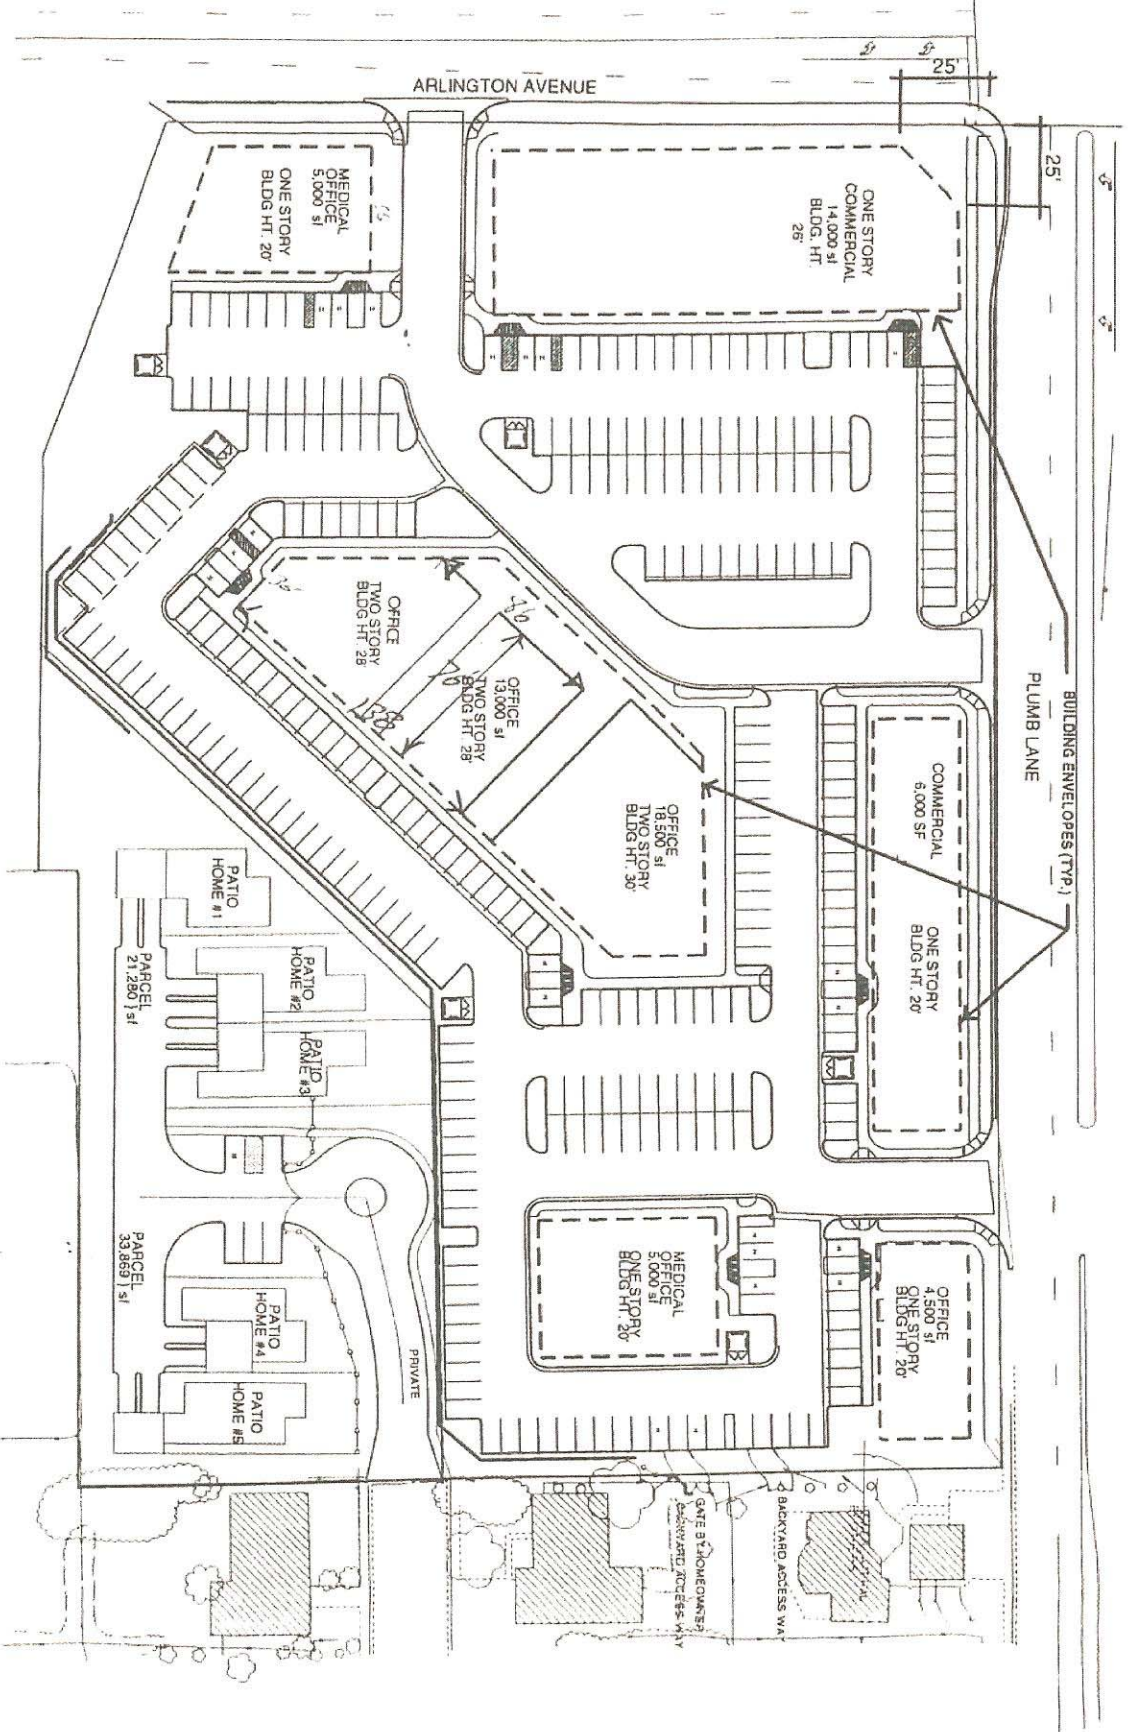 ARLINGTON AVENUE
25'
25'
MEDICAL
OFFICE
5,000 sf
ONE STORY
BLDG HT. 20'
ONE STORY
COMMERCIAL
14,000 sf
BLDG. HT.
26'
BUILDING ENVELOPES (TYP.)
PLUMB LANE
OFFICE
TWO STORY
BLDG HT. 28'
OFFICE
13,000 sf
TWO STORY
BLDG HT. 28'
70
OFFICE
18,500 sf
TWO STORY
BLDG HT. 30'
COMMERCIAL
6,000 SF
ONE STORY
BLDG HT. 20'
PATIO
HOME #1
PATIO
HOME #2
PATIO
HOME #3
PARCEL
21,280 } sf
PARCEL
33,869 } sf
PATIO
HOME #4
PATIO
HOME #5
PRIVATE
MEDICAL
OFFICE
5,000 sf
ONE STORY
BLDG HT. 20'
OFFICE
4,500 sf
ONE STORY
BLDG HT. 20'
GATE BY HOMEOWNER
BACKYARD ACCESS WAY
BACKYARD ACCESS WAY